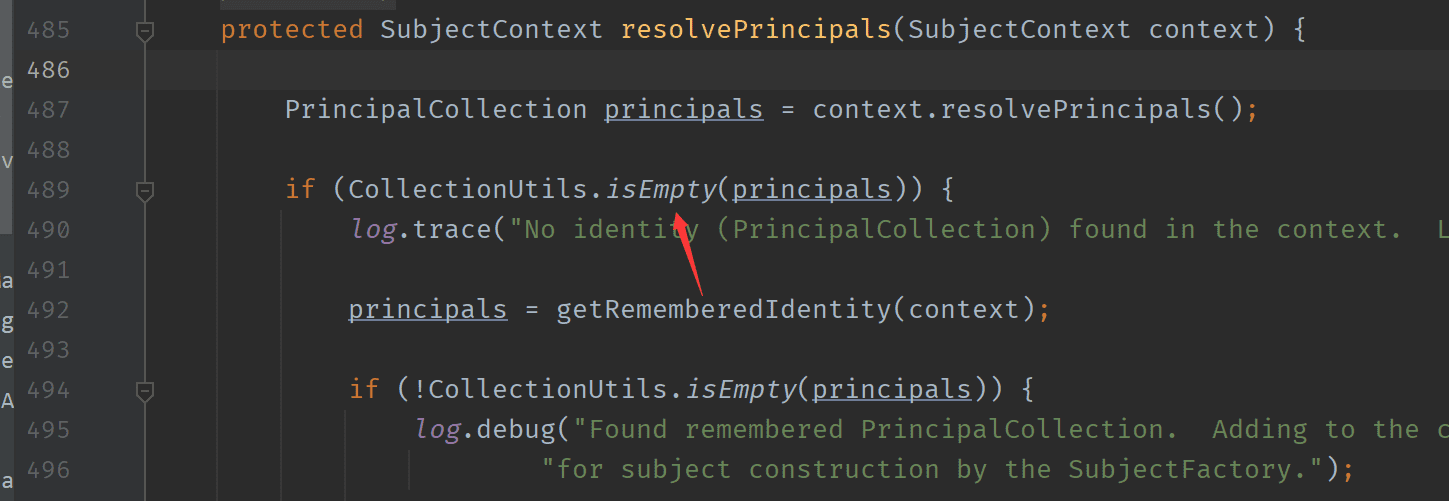 485 protected SubjectContext resolvePrincipals(SubjectContext context) {
486
487 PrincipalCollection principals = context.resolvePrincipals();
488
489 if (CollectionUtils.isEmpty(principals)) {
490 log.trace("No identity (PrincipalCollection) found in the context.  L
491
492 principals = getRememberedIdentity(context);
493
494 if (!CollectionUtils.isEmpty(principals)) {
495 log.debug("Found remembered PrincipalCollection.  Adding to the c
496 "for subject construction by the SubjectFactory.");